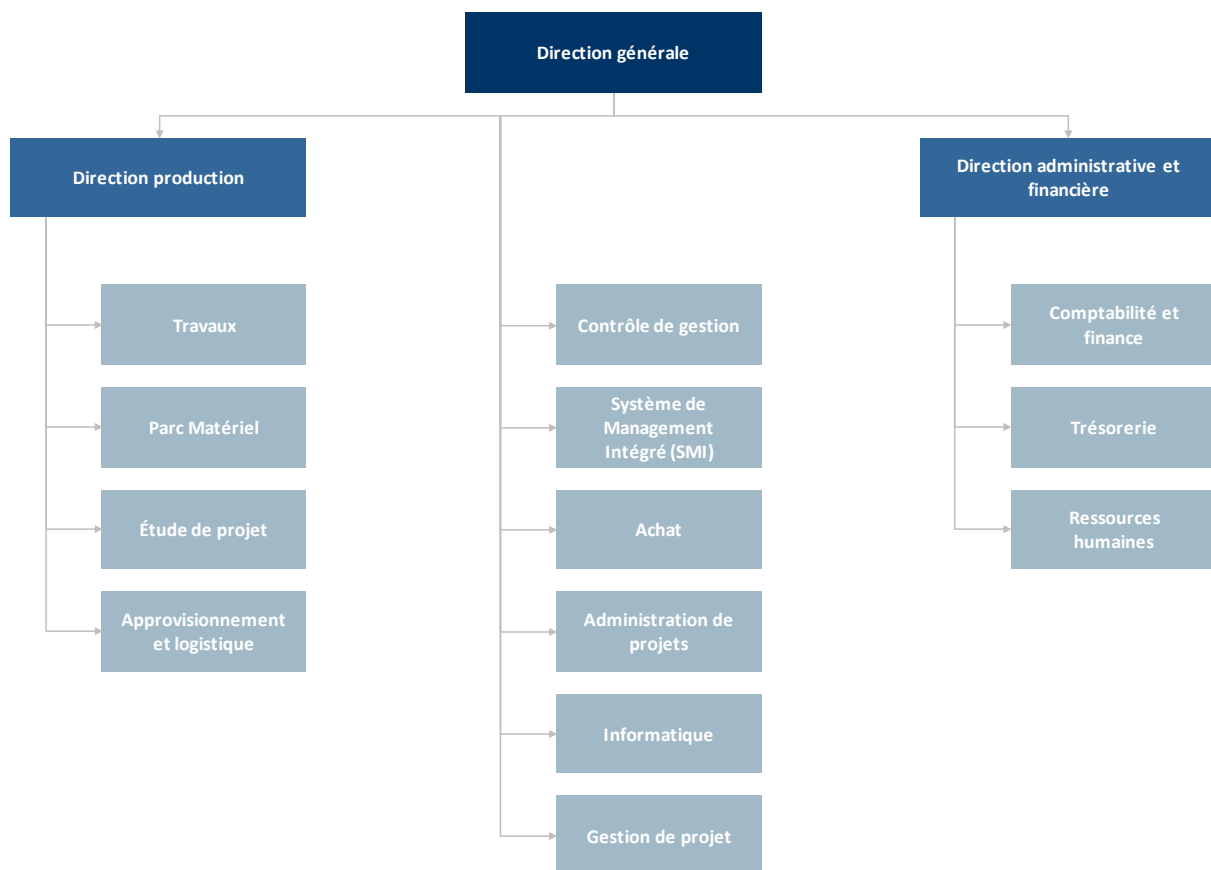 Direction générale
Direction production
Direction administrative et
financière
Travaux
Parc Matériel
Étude de projet
Approvisionnement
et logistique
Contrôle de gestion
Système de
Management
Intégré (SMI)
Achat
Administration de
projets
Informatique
Gestion de projet
Comptabilité et
finance
Trésorerie
Ressources
humaines